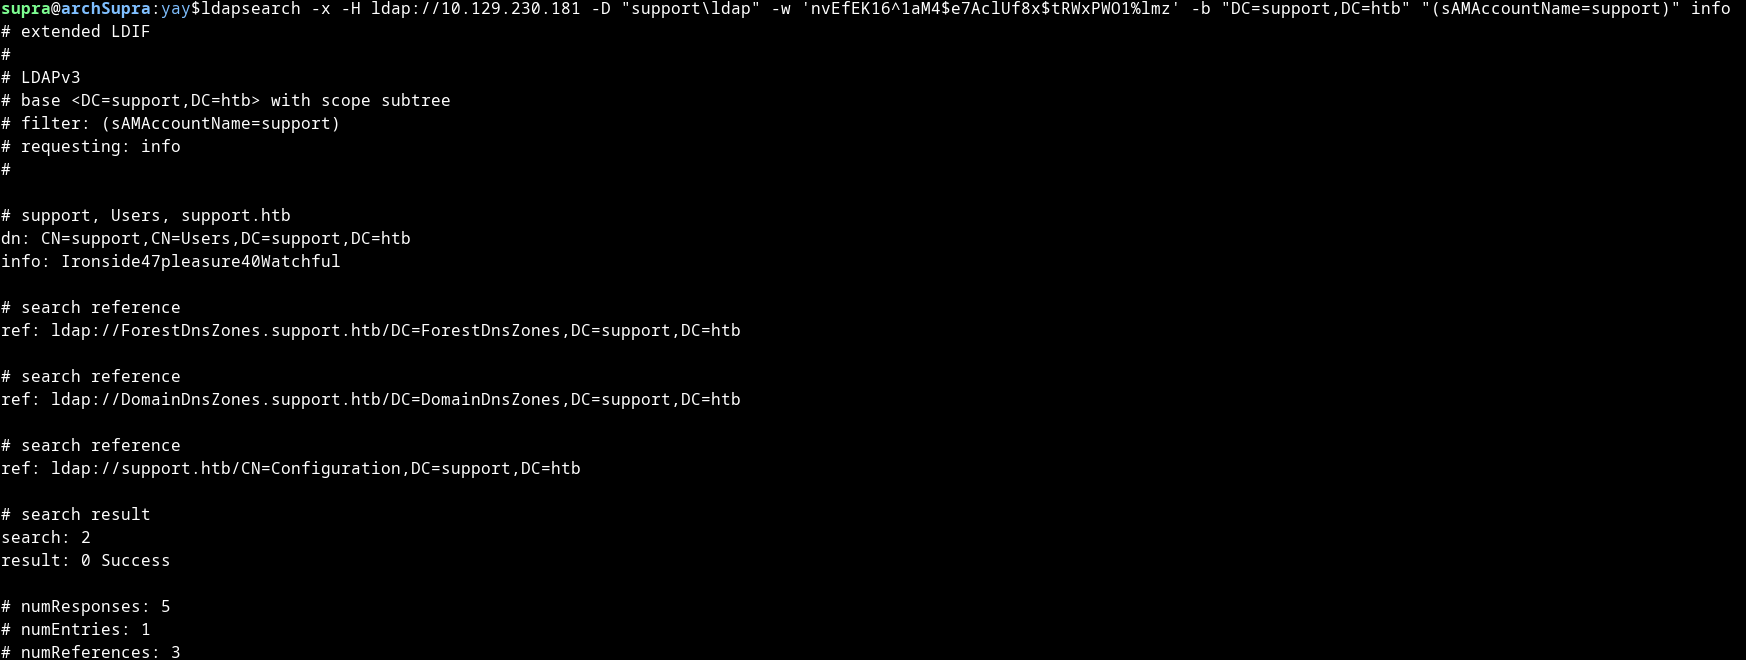 supra@archSupra:yay$ldapsearch -x -H ldap://10.129.230.181 -D "support\ldap" -w 'nvEfEK16^1aM4$e7AclUf8x$tRWxPWO1%lmz' -b "DC=support,DC=htb" "(sAMAccountName=support)" info
# extended LDIF
#
# LDAPv3
# base <DC=support,DC=htb> with scope subtree
# filter: (sAMAccountName=support)
# requesting: info
#
# support, Users, support.htb
dn: CN=support,CN=Users,DC=support,DC=htb
info: Ironside47pleasure40Watchful
# search reference
ref: ldap://ForestDnsZones.support.htb/DC=ForestDnsZones,DC=support,DC=htb
# search reference
ref: ldap://DomainDnsZones.support.htb/DC=DomainDnsZones,DC=support,DC=htb
# search reference
ref: ldap://support.htb/CN=Configuration,DC=support,DC=htb
# search result
search: 2
result: 0 Success
# numResponses: 5
# numEntries: 1
# numReferences: 3